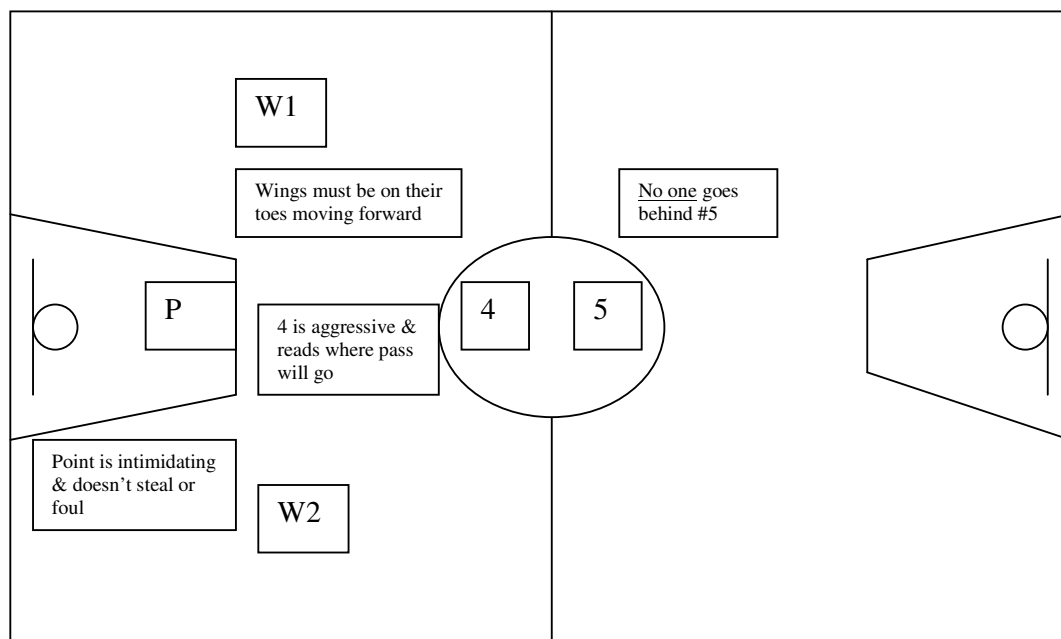 W1
Wings must be on their
toes moving forward
No one goes
behind #5
P
4 is aggressive &
reads where pass
will go
4
5
Point is intimidating
& doesn’t steal or
foul
W2